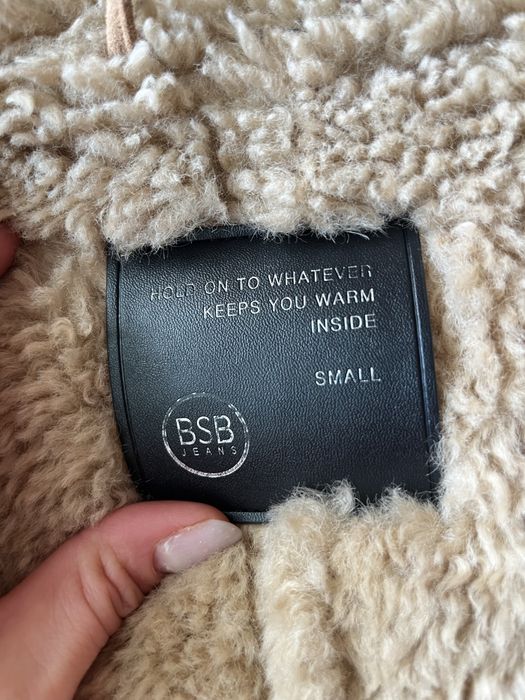 HOLD ON TO WHATEVER
KEEPS YOU WARM
INSIDE
SMALL
BSB
JEANS